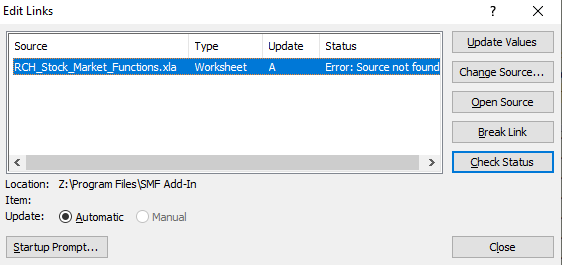 Edit Links
? ×
Source Type Update Status
RCH_Stock_Market_Functions.xla Worksheet A Error: Source not found
Update Values
Change Source...
Open Source
Break Link
Check Status
Location: Z:\Program Files\SMF Add-In
Item:
Update: Automatic Manual
Startup Prompt... Close